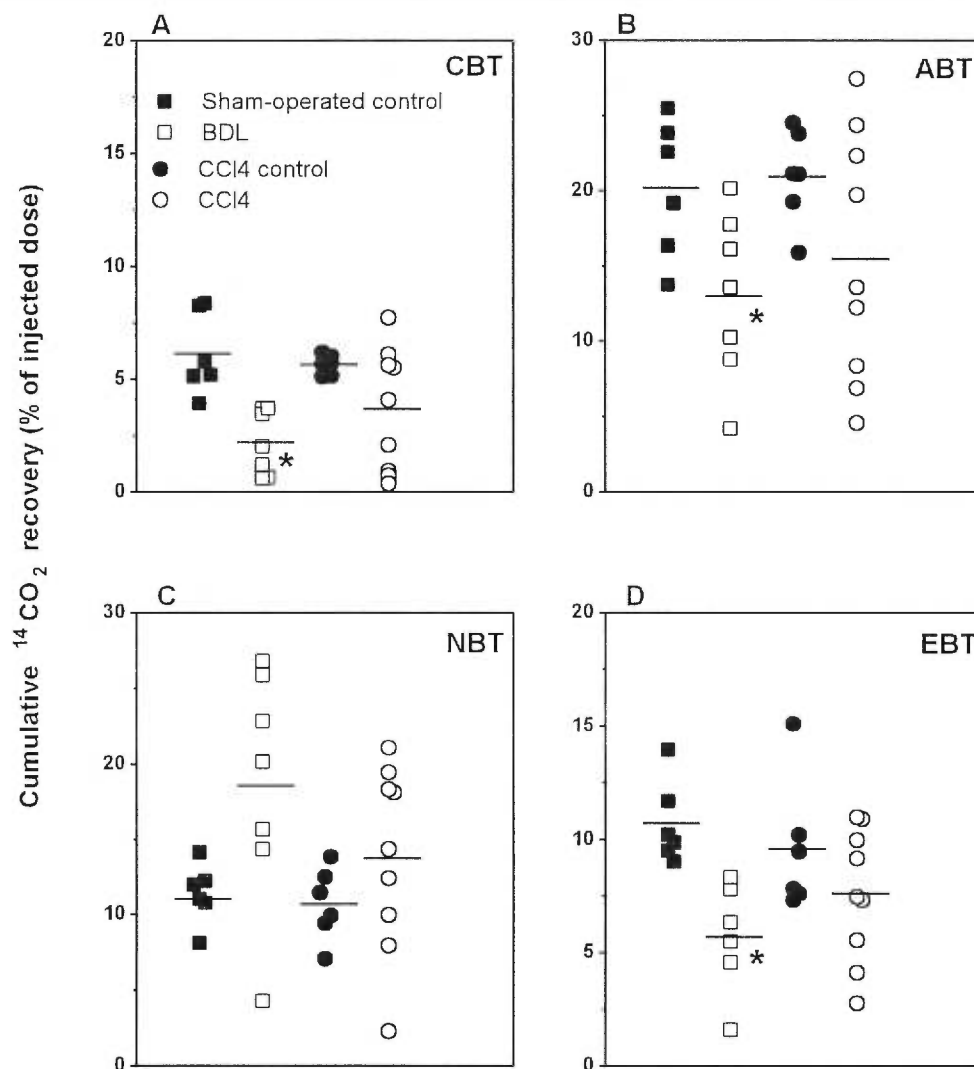 Cumulative ¹⁴CO₂ recovery (% of injected dose)
A
CBT
20
15
10
5
0
Sham-operated control
BDL
CCl4 control
CCl4
*
B
ABT
30
20
10
0
*
C
NBT
30
20
10
0
D
EBT
20
15
10
5
0
*